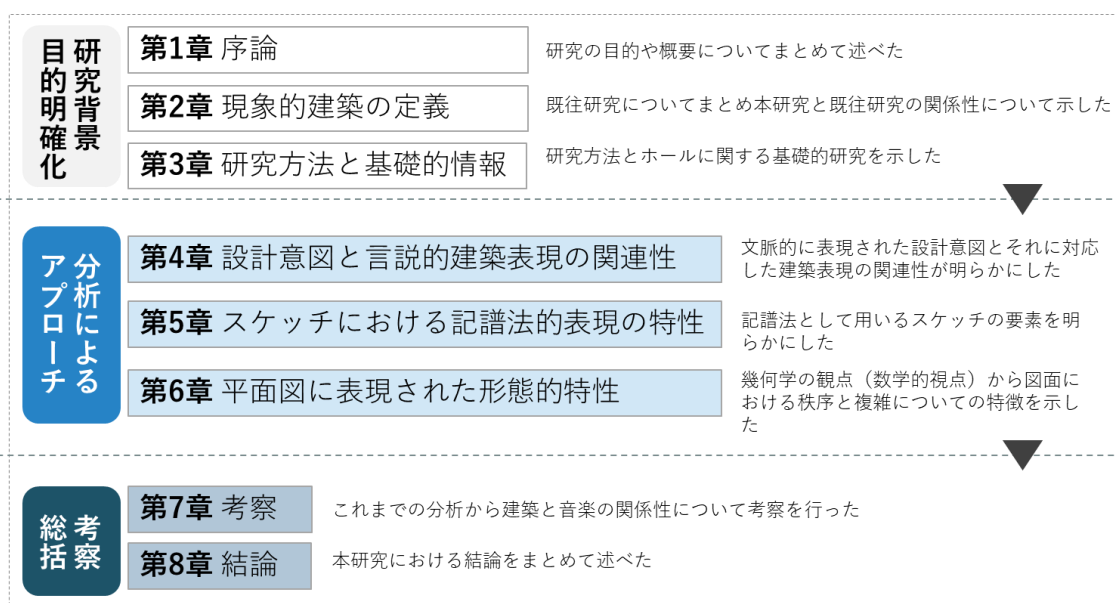 研究背景
目的明確化
第1章 序論
研究の目的や概要についてまとめて述べた
第2章 現象的建築の定義
既往研究についてまとめ本研究と既往研究の関係性について示した
第3章 研究方法と基礎的情報
研究方法とホールに関する基礎的研究を示した
分析による
アプローチ
第4章 設計意図と言説的建築表現の関連性
文脈的に表現された設計意図とそれに対応
した建築表現の関連性が明らかにした
第5章 スケッチにおける記譜法的表現の特性
記譜法として用いるスケッチの要素を明
らかにした
第6章 平面図に表現された形態的特性
幾何学の観点（数学的視点）から図面に
おける秩序と複雑についての特徴を示し
た
考察
総括
第7章 考察
これまでの分析から建築と音楽の関係性について考察を行った
第8章 結論
本研究における結論をまとめて述べた